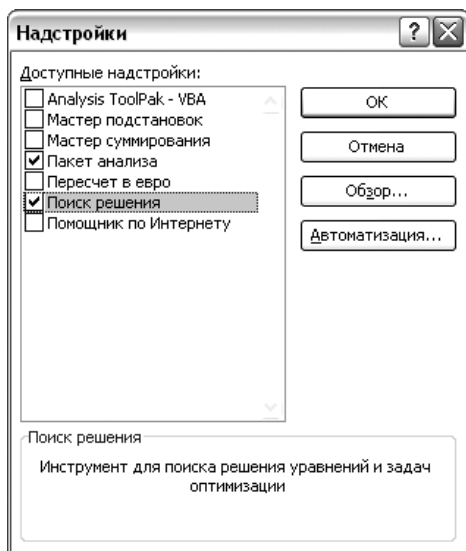 Надстройки
Доступные надстройки:
Analysis ToolPak - VBA
Мастер подстановок
Мастер суммирования
Пакет анализа
Пересчет в евро
Поиск решения
Помощник по Интернету
ОК
Отмена
Обзор...
Автоматизация...
Поиск решения
Инструмент для поиска решения уравнений и задач
оптимизации